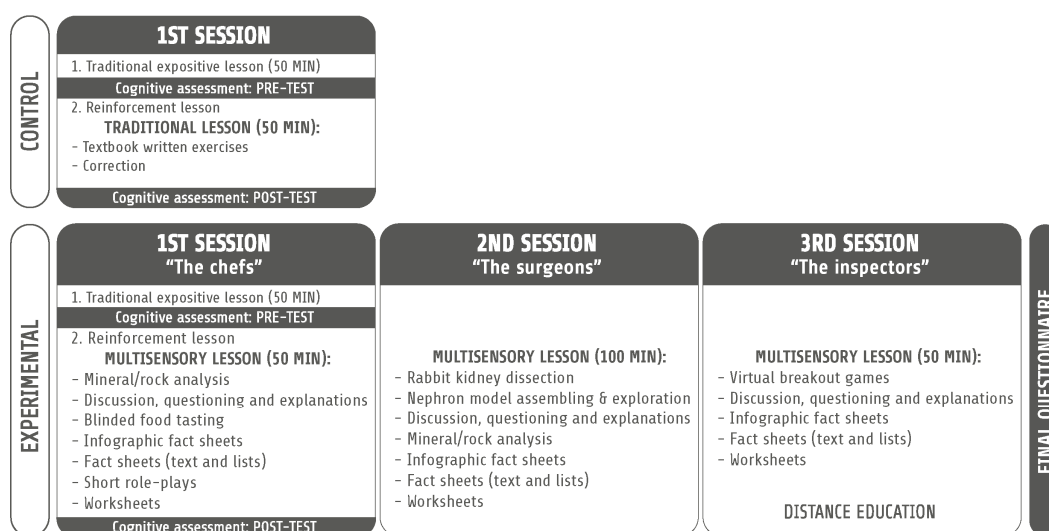 CONTROL
1ST SESSION
1. Traditional expositive lesson (50 MIN)
Cognitive assessment: PRE-TEST
2. Reinforcement lesson
TRADITIONAL LESSON (50 MIN):
- Textbook written exercises
- Correction
Cognitive assessment: POST-TEST
EXPERIMENTAL
1ST SESSION
"The chefs"
1. Traditional expositive lesson (50 MIN)
Cognitive assessment: PRE-TEST
2. Reinforcement lesson
MULTISENSORY LESSON (50 MIN):
- Mineral/rock analysis
- Discussion, questioning and explanations
- Blinded food tasting
- Infographic fact sheets
- Fact sheets (text and lists)
- Short role-plays
- Worksheets
Cognitive assessment: POST-TEST
2ND SESSION
"The surgeons"
MULTISENSORY LESSON (100 MIN):
- Rabbit kidney dissection
- Nephron model assembling & exploration
- Discussion, questioning and explanations
- Mineral/rock analysis
- Infographic fact sheets
- Fact sheets (text and lists)
- Worksheets
3RD SESSION
"The inspectors"
MULTISENSORY LESSON (50 MIN):
- Virtual breakout games
- Discussion, questioning and explanations
- Infographic fact sheets
- Fact sheets (text and lists)
- Worksheets
DISTANCE EDUCATION
FINAL QUESTIONNAIRE